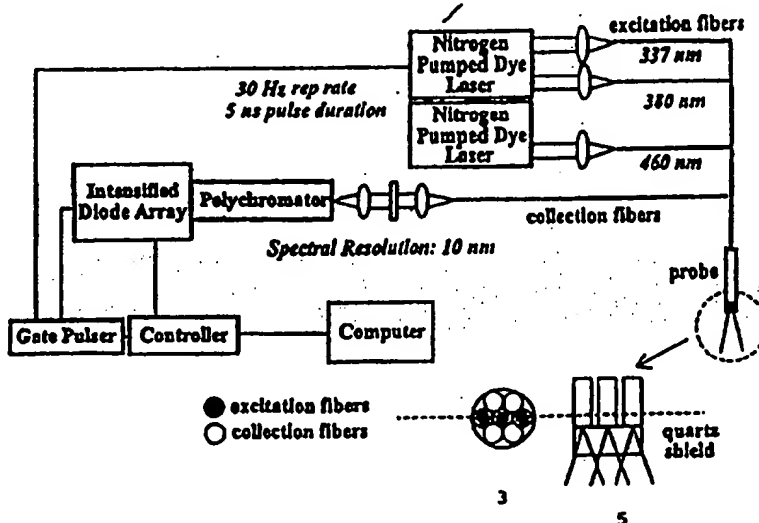 excitation fibers
Nitrogen
Pumped Dye
Laser
337 nm
380 nm
30 Hz rep rate
5 ns pulse duration
Nitrogen
Pumped Dye
Laser
460 nm
Intensified
Diode Array
Polychromator
collection fibers
Spectral Resolution: 10 nm
probe
Gate Pulser
Controller
Computer
excitation fibers
collection fibers
quartz
shield
3
5